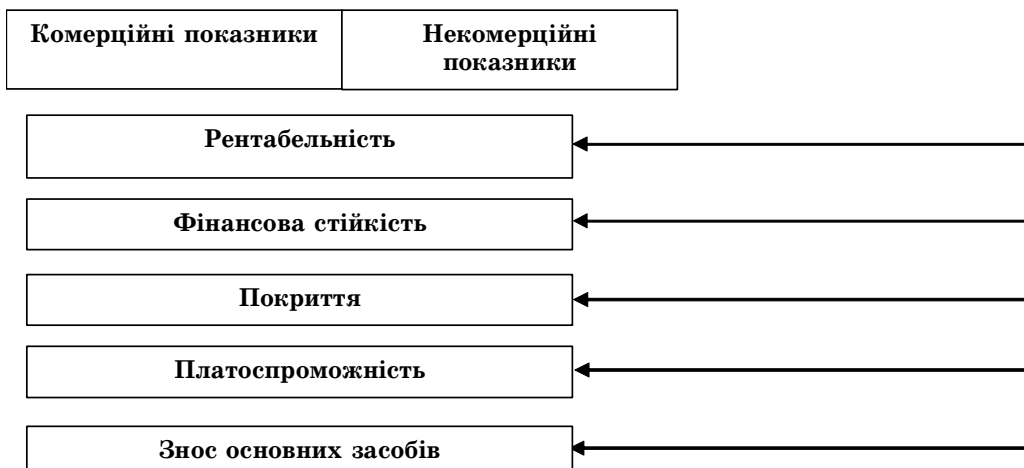 Комерційні показники
Некомерційні
показники
Рентабельність
Фінансова стійкість
Покриття
Платоспроможність
Знос основних засобів